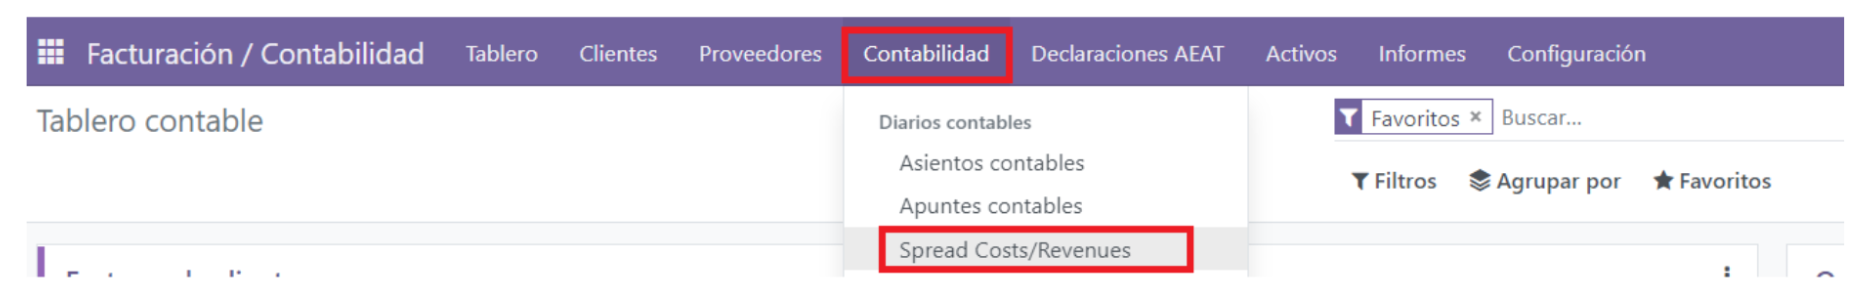 Facturación / Contabilidad Tablero Clientes Proveedores Contabilidad Declaraciones AEAT Activos Informes Configuración
Tablero contable
Favoritos × Buscar...
Filtros Agrupar por Favoritos
Diarios contables
Asientos contables
Apuntes contables
Spread Costs/Revenues